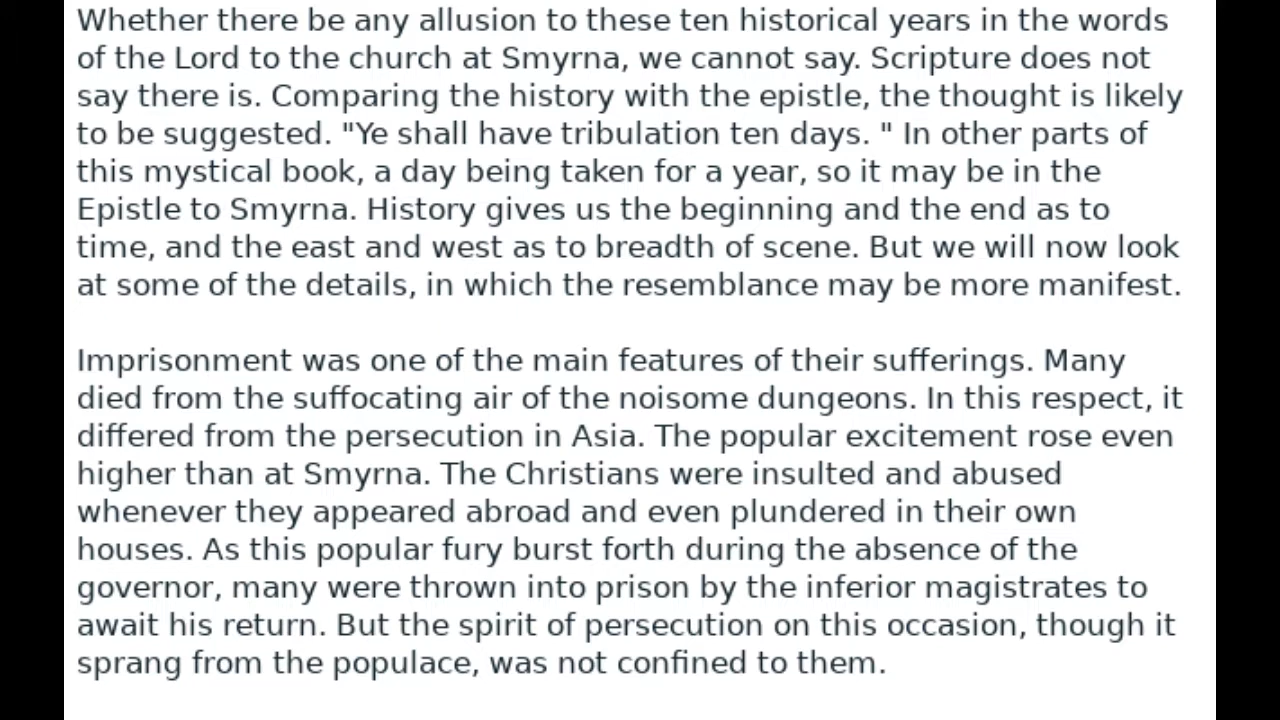 Whether there be any allusion to these ten historical years in the words
of the Lord to the church at Smyrna, we cannot say. Scripture does not
say there is. Comparing the history with the epistle, the thought is likely
to be suggested. "Ye shall have tribulation ten days. " In other parts of
this mystical book, a day being taken for a year, so it may be in the
Epistle to Smyrna. History gives us the beginning and the end as to
time, and the east and west as to breadth of scene. But we will now look
at some of the details, in which the resemblance may be more manifest.
Imprisonment was one of the main features of their sufferings. Many
died from the suffocating air of the noisome dungeons. In this respect, it
differed from the persecution in Asia. The popular excitement rose even
higher than at Smyrna. The Christians were insulted and abused
whenever they appeared abroad and even plundered in their own
houses. As this popular fury burst forth during the absence of the
governor, many were thrown into prison by the inferior magistrates to
await his return. But the spirit of persecution on this occasion, though it
sprang from the populace, was not confined to them.